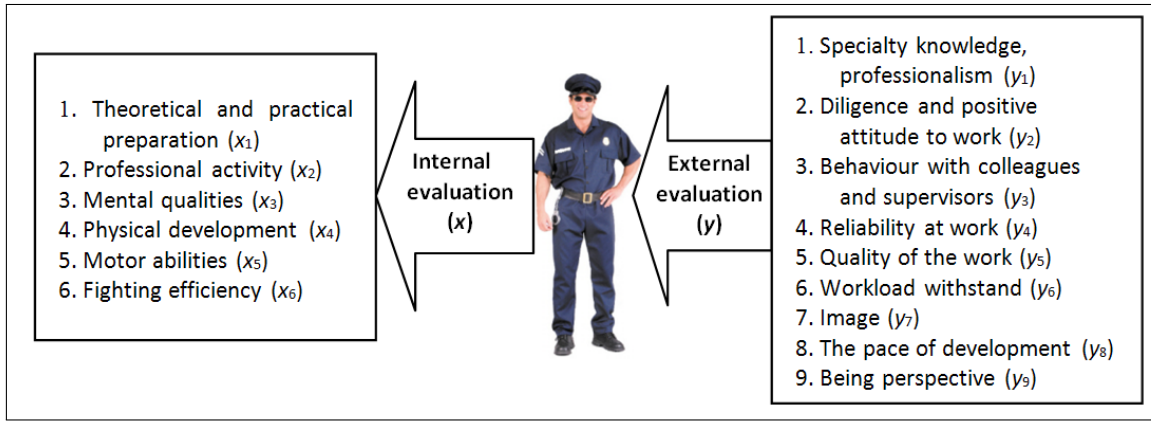 1. Theoretical and practical
preparation (x₁)
2. Professional activity (x₂)
3. Mental qualities (x₃)
4. Physical development (x₄)
5. Motor abilities (x₅)
6. Fighting efficiency (x₆)
Internal
evaluation
(x)
External
evaluation
(y)
1. Specialty knowledge,
professionalism (y₁)
2. Diligence and positive
attitude to work (y₂)
3. Behaviour with colleagues
and supervisors (y₃)
4. Reliability at work (y₄)
5. Quality of the work (y₅)
6. Workload withstand (y₆)
7. Image (y₇)
8. The pace of development (y₈)
9. Being perspective (y₉)